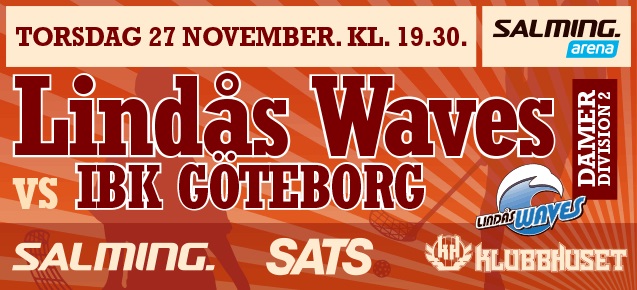 TORSDAG 27 NOVEMBER. KL. 19.30.
SALMING.
arena
Lindås Waves
DAMER
DIVISION 2
VS IBK GÖTEBORG
LINDÅS WAVES
SALMING. SATS KH KLUBBHUSET